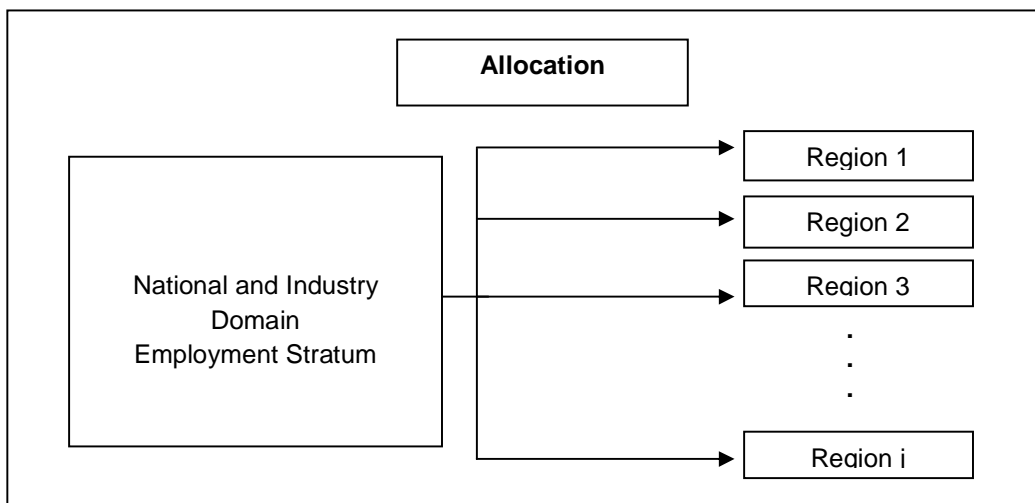 Allocation
National and Industry
Domain
Employment Stratum
Region 1
Region 2
Region 3
.
.
.
Region i